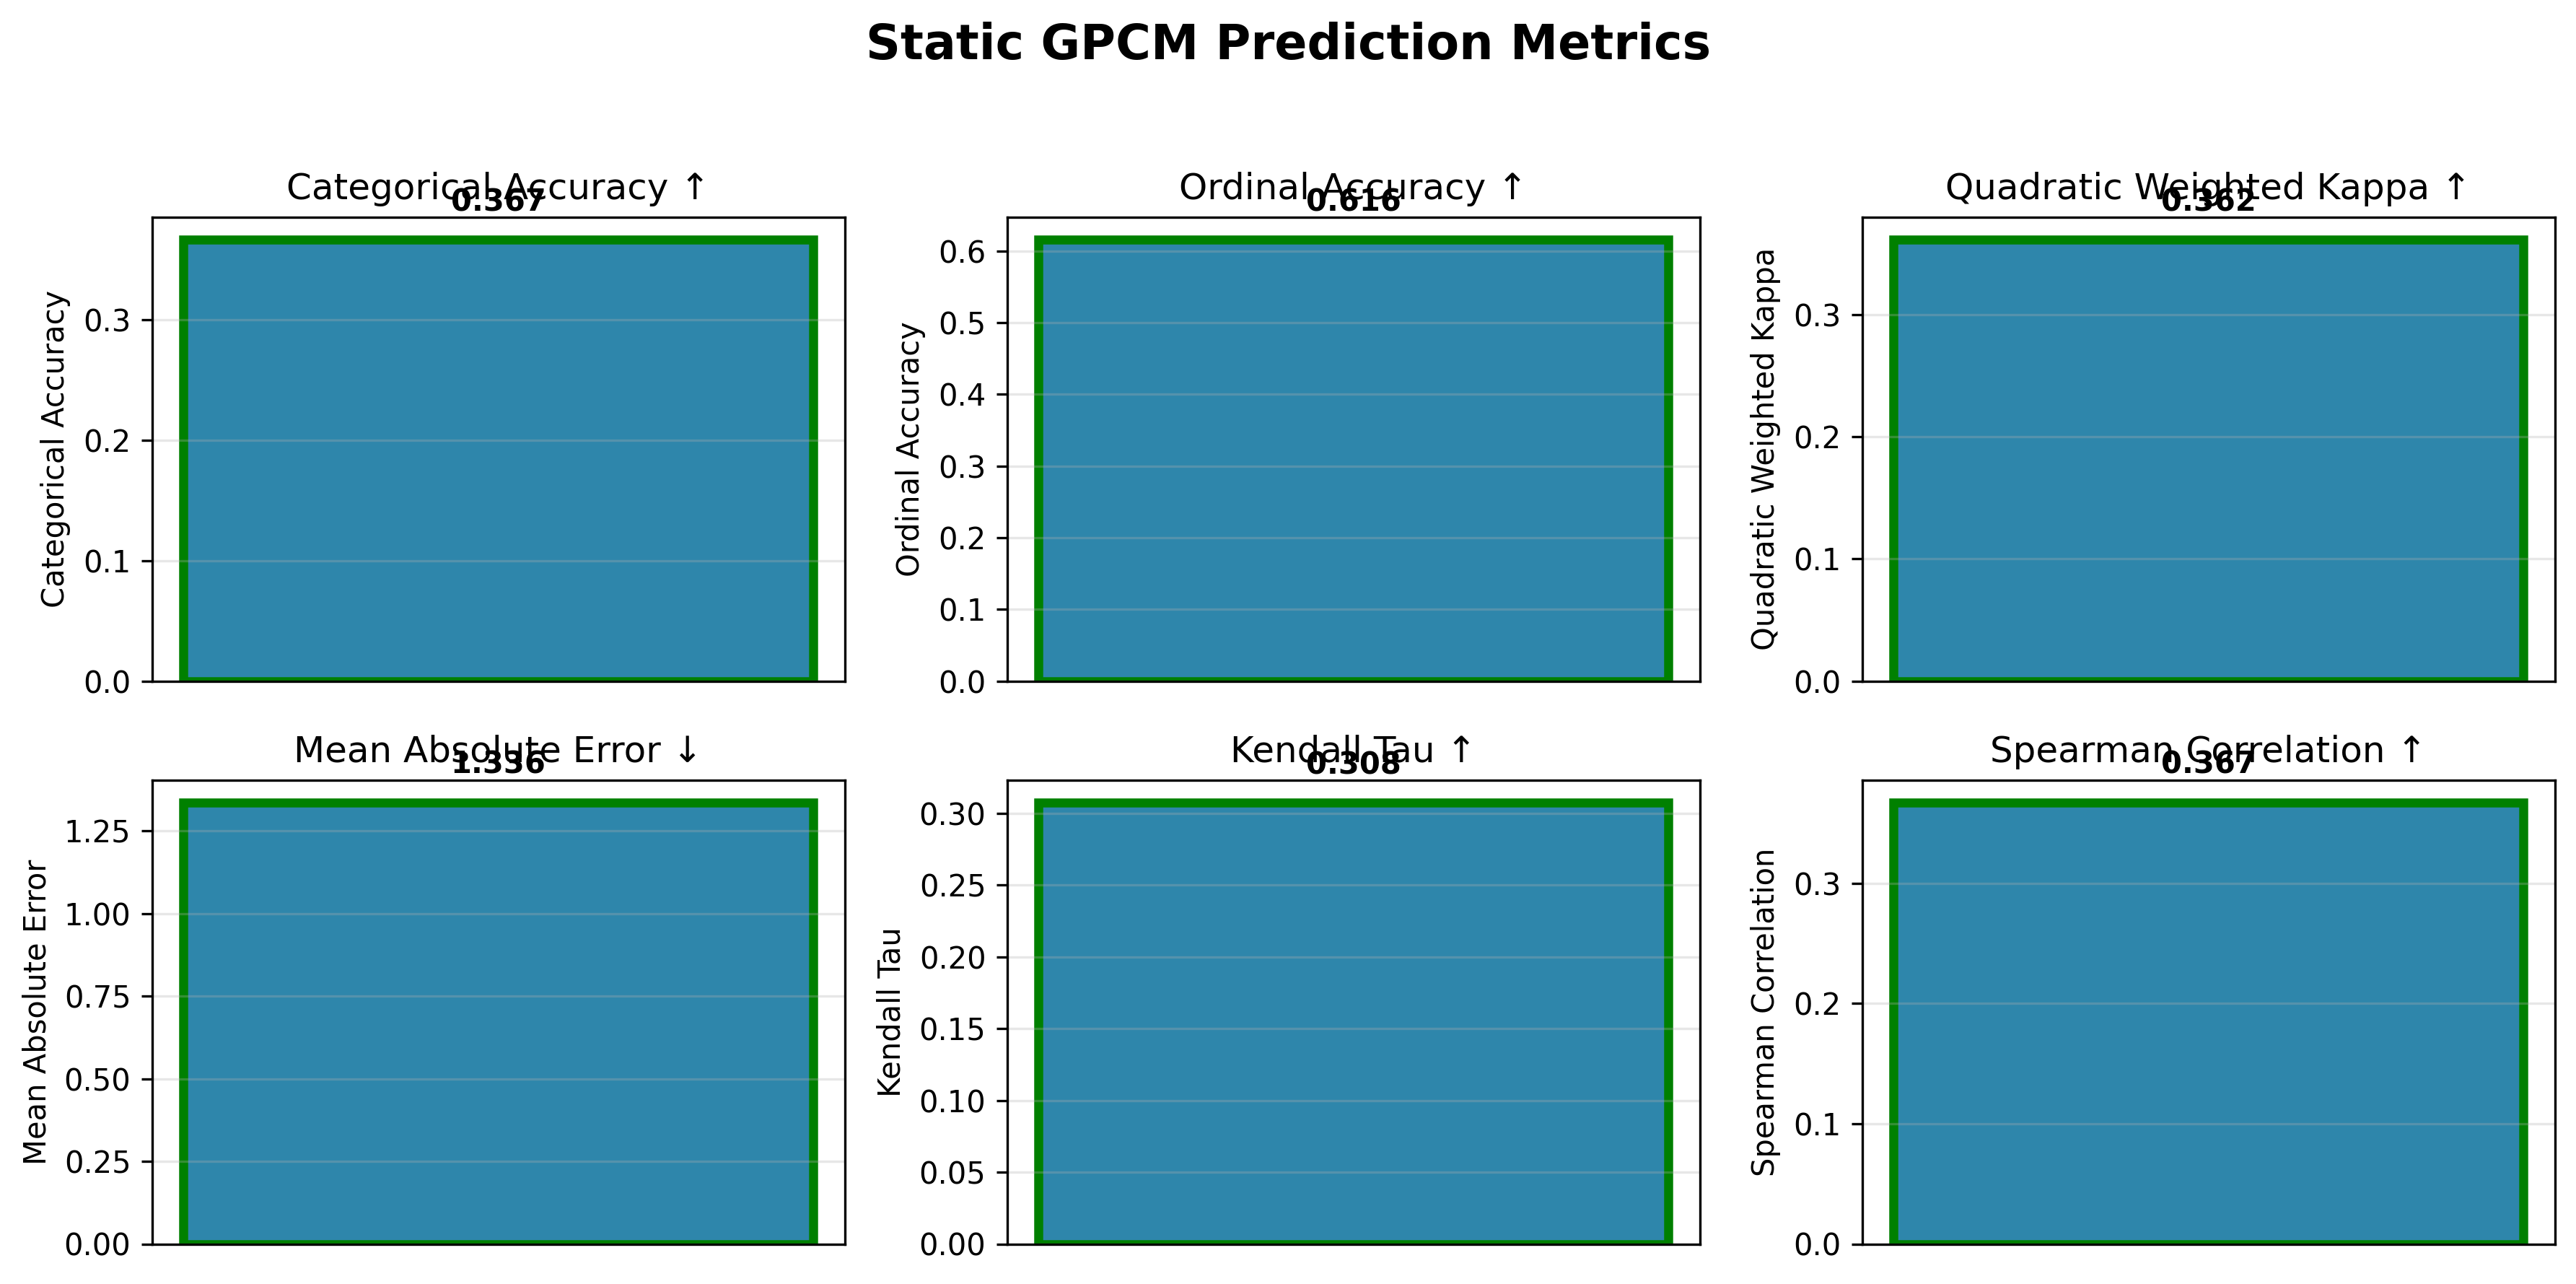 Static GPCM Prediction Metrics
Categorical Accuracy ↑
0.367
Categorical Accuracy
0.3
0.2
0.1
0.0
Ordinal Accuracy ↑
0.616
Ordinal Accuracy
0.6
0.5
0.4
0.3
0.2
0.1
0.0
Quadratic Weighted Kappa ↑
0.362
Quadratic Weighted Kappa
0.3
0.2
0.1
0.0
Mean Absolute Error ↓
1.336
Mean Absolute Error
1.25
1.00
0.75
0.50
0.25
0.00
Kendall Tau ↑
0.308
Kendall Tau
0.30
0.25
0.20
0.15
0.10
0.05
0.00
Spearman Correlation ↑
0.367
Spearman Correlation
0.3
0.2
0.1
0.0